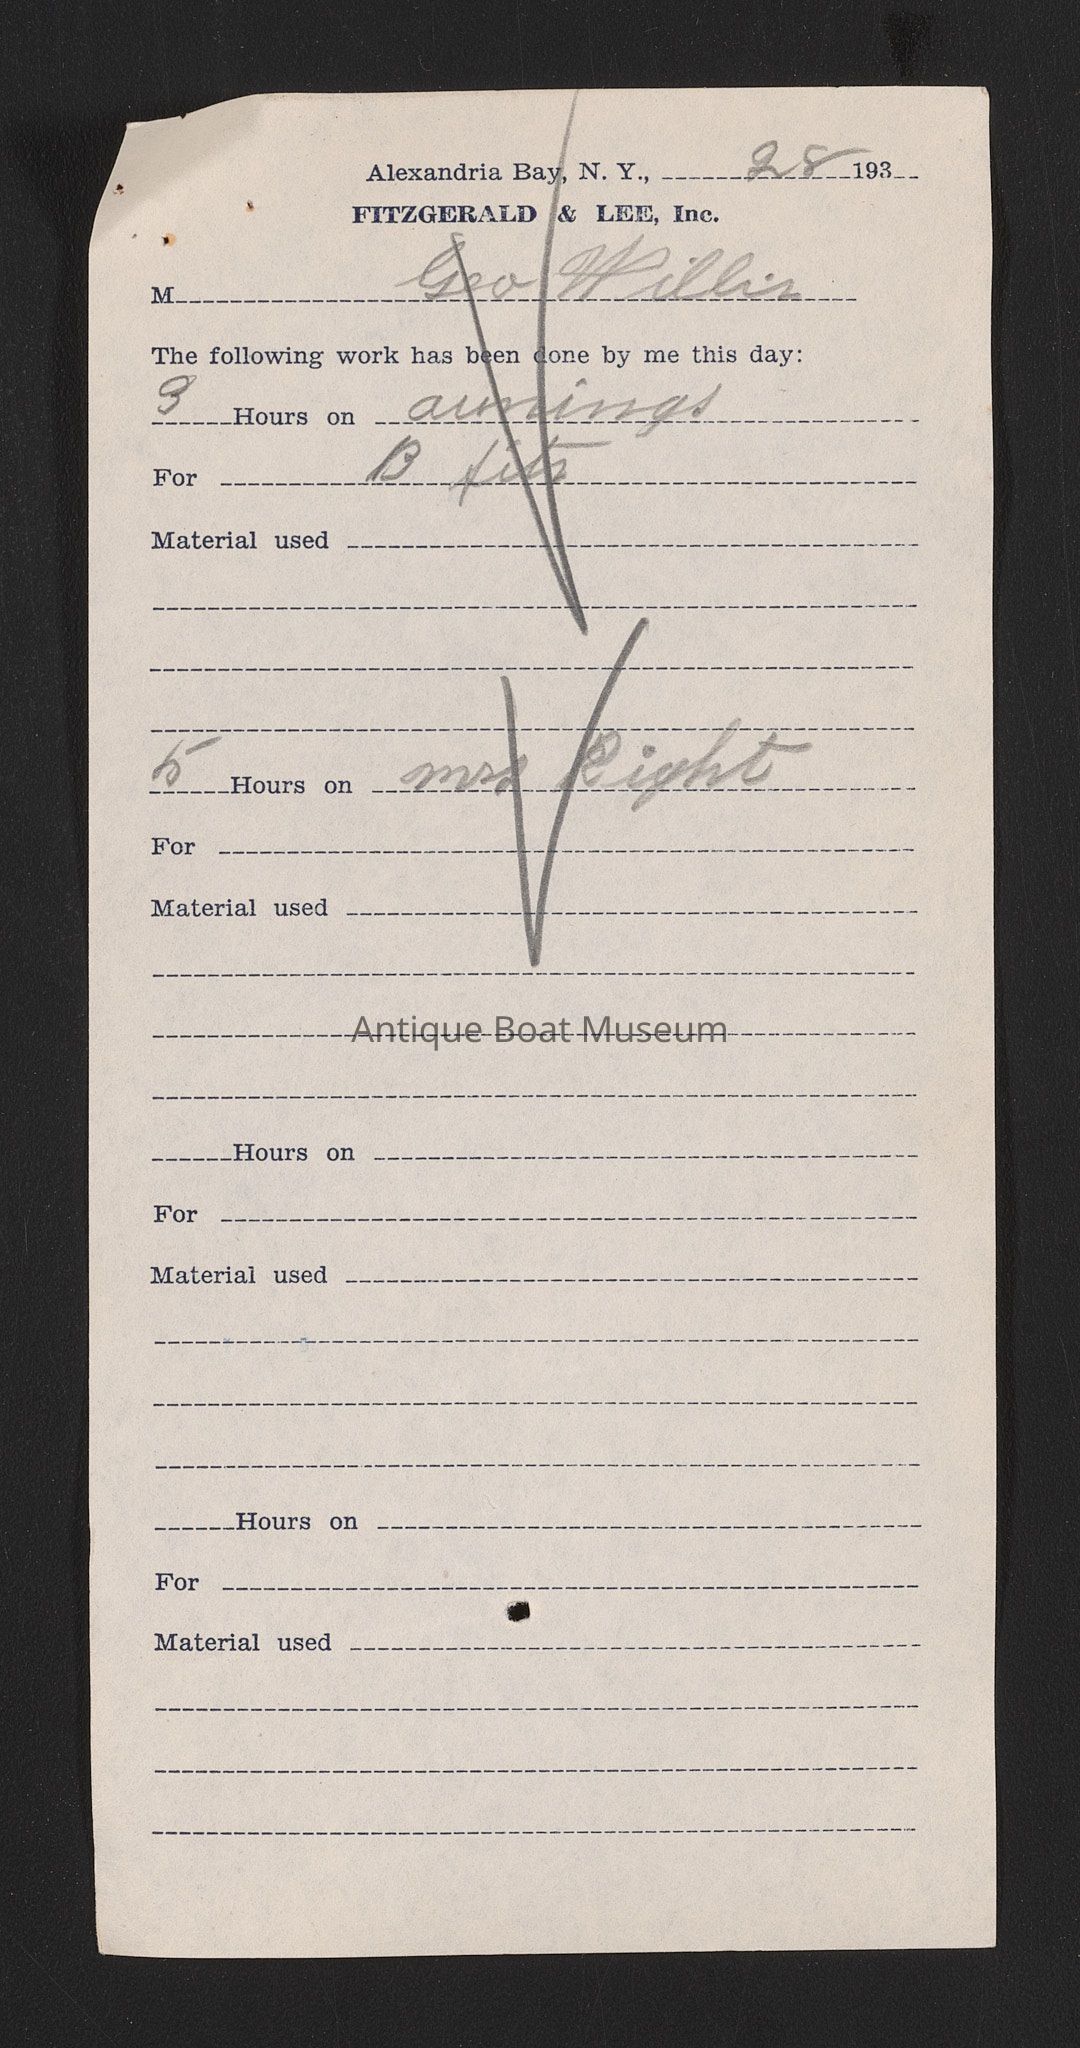 Alexandria Bay, N. Y., 28 193
FITZGERALD & LEE, Inc.
M Geo Willis
The following work has been done by me this day:
3 Hours on awnings
For B fitz
Material used
5 Hours on mrs Right
For
Material used
Antique Boat Museum
Hours on
For
Material used
Hours on
For
Material used